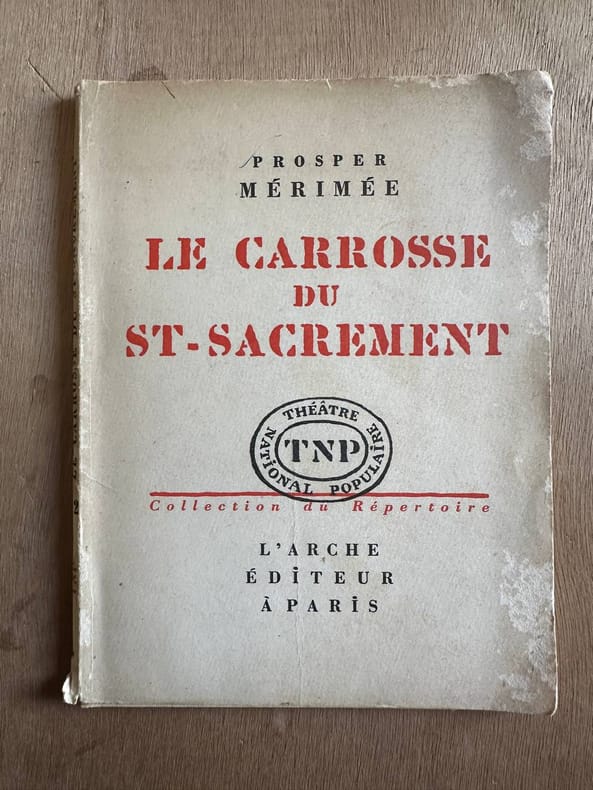 PROSPER
MÉRIMÉE
LE CARROSSE
DU
ST-SACREMENT
THÉÂTRE
NATIONAL POPULAIRE
TNP
Collection du Répertoire
L'ARCHE
ÉDITEUR
À PARIS